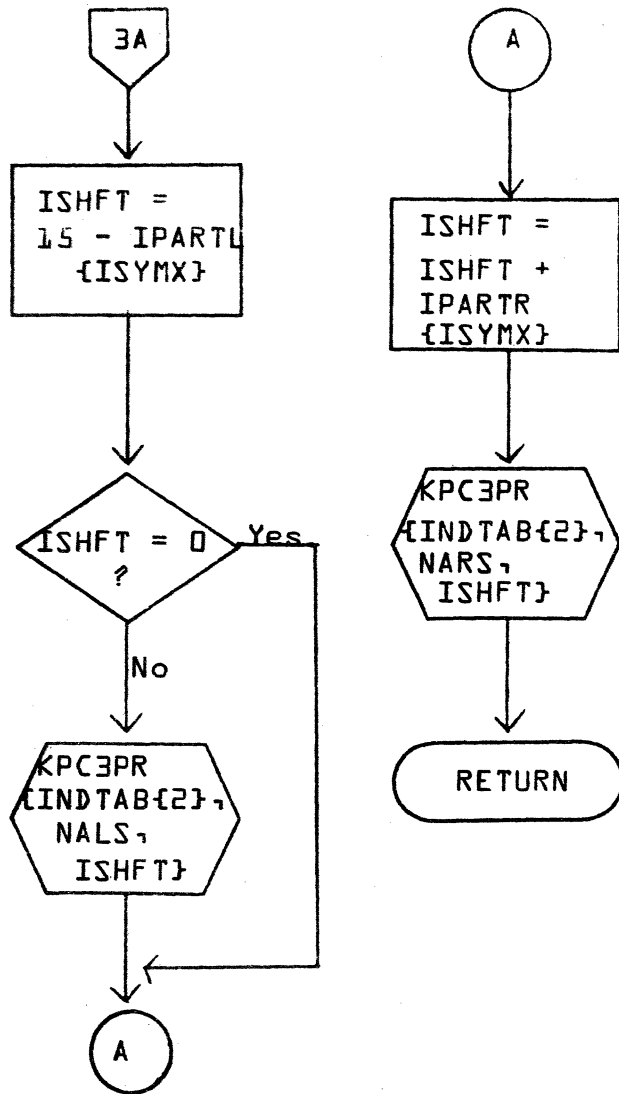 3A
ISHFT =
15 - IPARTL
{ISYMX}
ISHFT = 0
?
Yes
No
KPC3PR
{INDTAB{2},
NALS,
ISHFT}
A
A
ISHFT =
ISHFT +
IPARTR
{ISYMX}
KPC3PR
{INDTAB{2},
NARS,
ISHFT}
RETURN